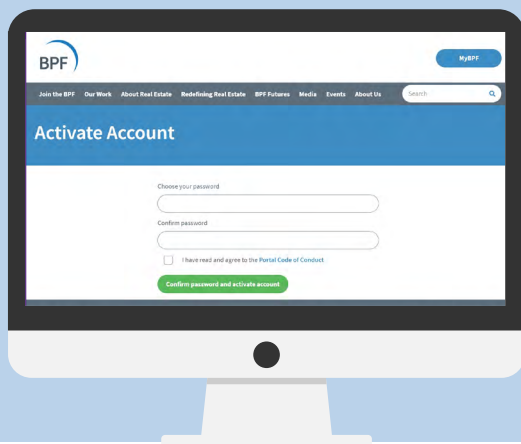 BPF
MyBPF
Join the BPF Our Work About Real Estate Redefining Real Estate BPF Futures Media Events About Us Search
Activate Account
Choose your password
Confirm password
I have read and agree to the Portal Code of Conduct
Confirm password and activate account